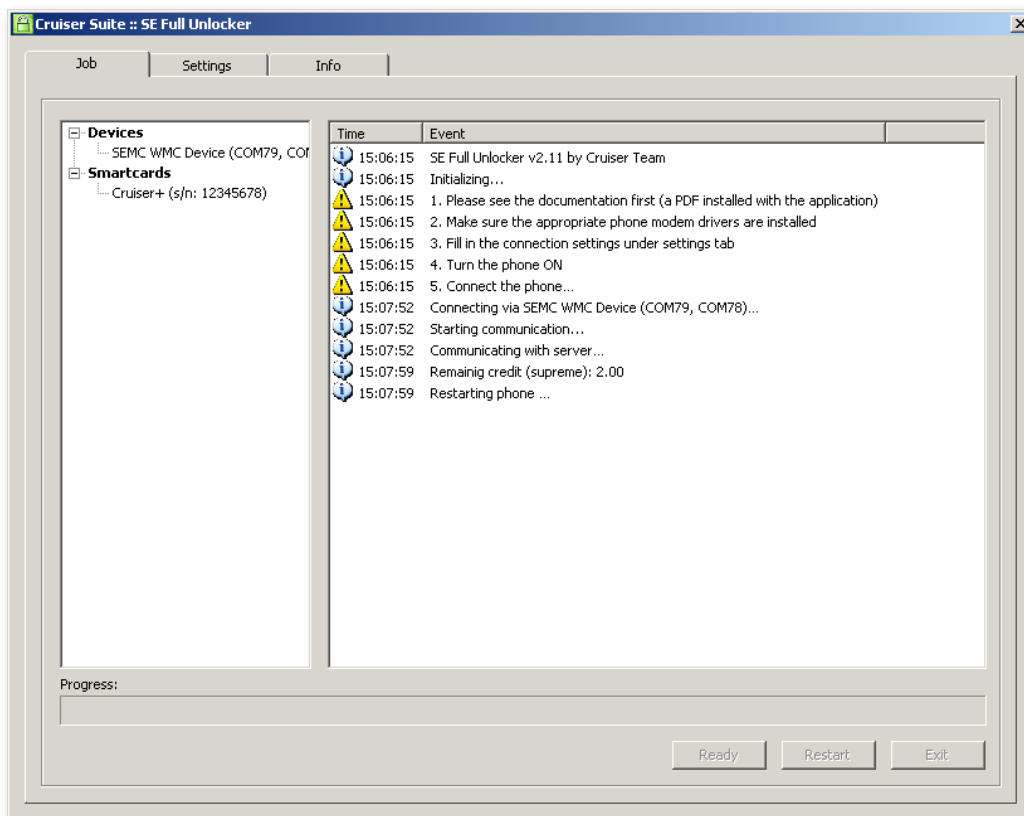 Cruiser Suite :: SE Full Unlocker
Job Settings Info
Devices
SEMC WMC Device (COM79, COM
Smartcards
Cruiser+ (s/n: 12345678)
Time Event
15:06:15 SE Full Unlocker v2.11 by Cruiser Team
15:06:15 Initializing...
15:06:15 1. Please see the documentation first (a PDF installed with the application)
15:06:15 2. Make sure the appropriate phone modem drivers are installed
15:06:15 3. Fill in the connection settings under settings tab
15:06:15 4. Turn the phone ON
15:06:15 5. Connect the phone...
15:07:52 Connecting via SEMC WMC Device (COM79, COM78)...
15:07:52 Starting communication...
15:07:52 Communicating with server...
15:07:59 Remainig credit (supreme): 2.00
15:07:59 Restarting phone ...
Progress:
Ready Restart Exit